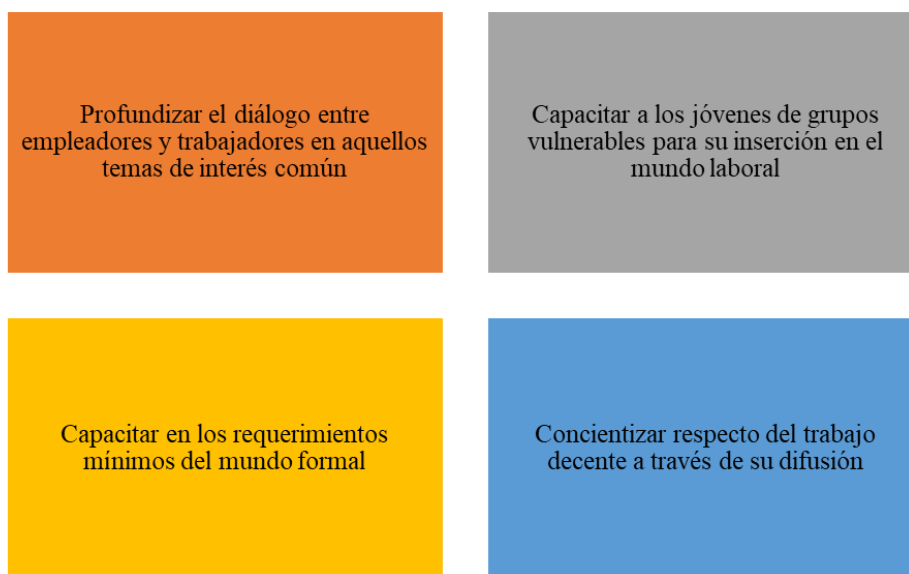 Profundizar el diálogo entre
empleadores y trabajadores en aquellos
temas de interés común
Capacitar a los jóvenes de grupos
vulnerables para su inserción en el
mundo laboral
Capacitar en los requerimientos
mínimos del mundo formal
Concientizar respecto del trabajo
decente a través de su difusión